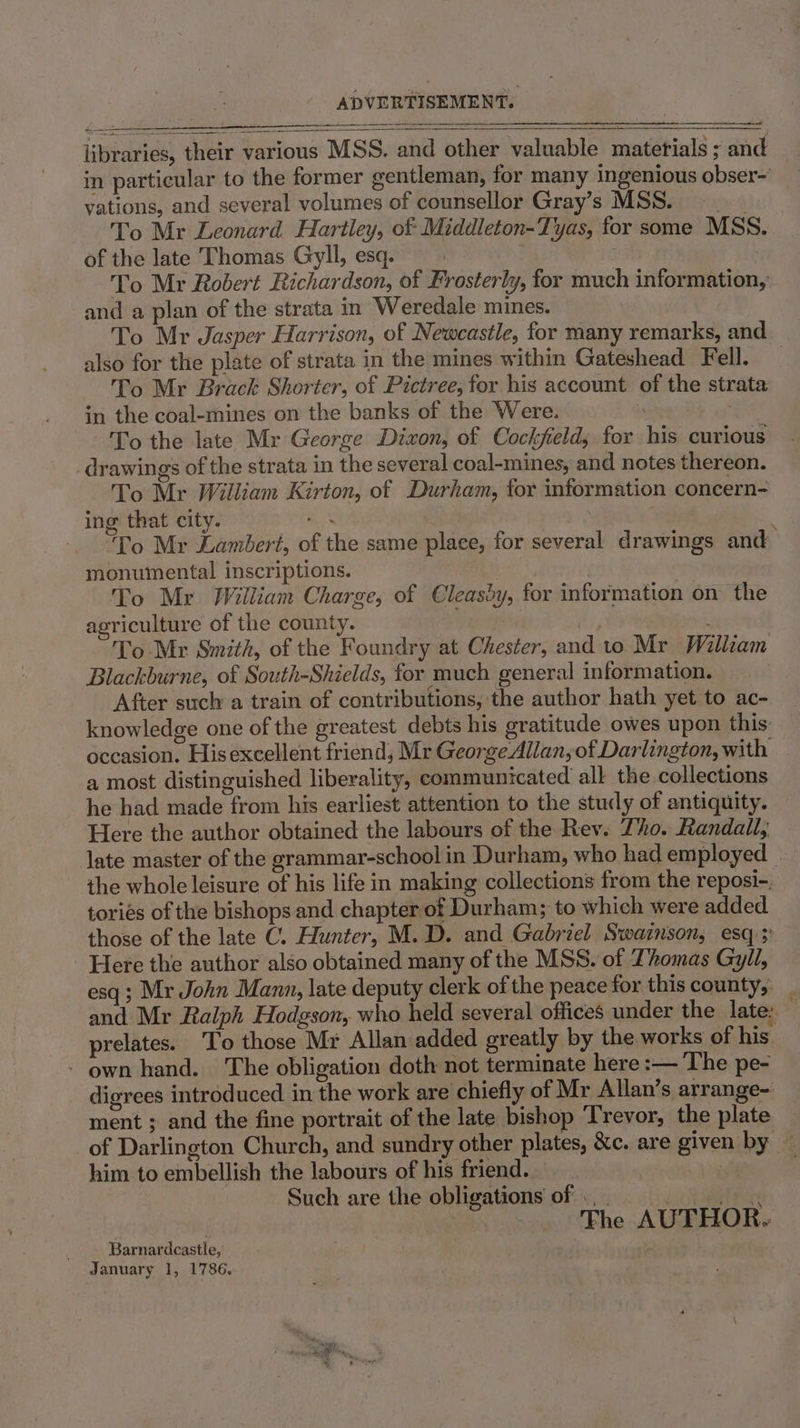 ADVERTISEMENT.
libraries, their various MSS. and other valuable materials; and
in particular to the former gentleman, for many ingenious obser-
vations, and several volumes of counsellor Gray's MSS.
To Mr Leonard Hartley, of Middleton-Tyas, for some MSS.
of the late Thomas Gyll, esq.
To Mr Robert Richardson, of Frosterly, for much information,
and a plan of the strata in Weredale mines.
To Mr Jasper Harrison, of Newcastle, for many remarks, and
also for the plate of strata in the mines within Gateshead Fell.
To Mr Brack Shorter, of Pictree, for his account of the strata
in the coal-mines on the banks of the Were.
To the late Mr George Dixon, of Cockfield, for his curious
drawings of the strata in the several coal-mines, and notes thereon.
To Mr William Kirton, of Durham, for information concern-
ing that city.
To Mr Lambert, of the same place, for several drawings and
monumental inscriptions.
To Mr William Charge, of Cleasby, for information on the
agriculture of the county.
To Mr Smith, of the Foundry at Chester, and to Mr William
Blackburne, of South-Shields, for much general information.
After such a train of contributions, the author hath yet to ac-
knowledge one of the greatest debts his gratitude owes upon this
occasion. His excellent friend, Mr George Allan, of Darlington, with
a most distinguished liberality, communicated all the collections
he had made from his earliest attention to the study of antiquity.
Here the author obtained the labours of the Rev. Tho. Randall,
late master of the grammar-school in Durham, who had employed
the whole leisure of his life in making collections from the reposi-
tories of the bishops and chapter of Durham; to which were added
those of the late C. Hunter, M. D. and Gabriel Swainson, esq;
Here the author also obtained many of the MSS. of Thomas Gyll,
esq; Mr John Mann, late deputy clerk of the peace for this county,
and Mr Ralph Hodgson, who held several offices under the late
prelates. To those Mr Allan added greatly by the works of his
own hand. The obligation doth not terminate here:— The pe-
digrees introduced in the work are chiefly of Mr Allan's arrange-
ment; and the fine portrait of the late bishop Trevor, the plate
of Darlington Church, and sundry other plates, &c. are given by
him to embellish the labours of his friend.
Such are the obligations of
The AUTHOR.
Barnardcastle,
January 1, 1786.